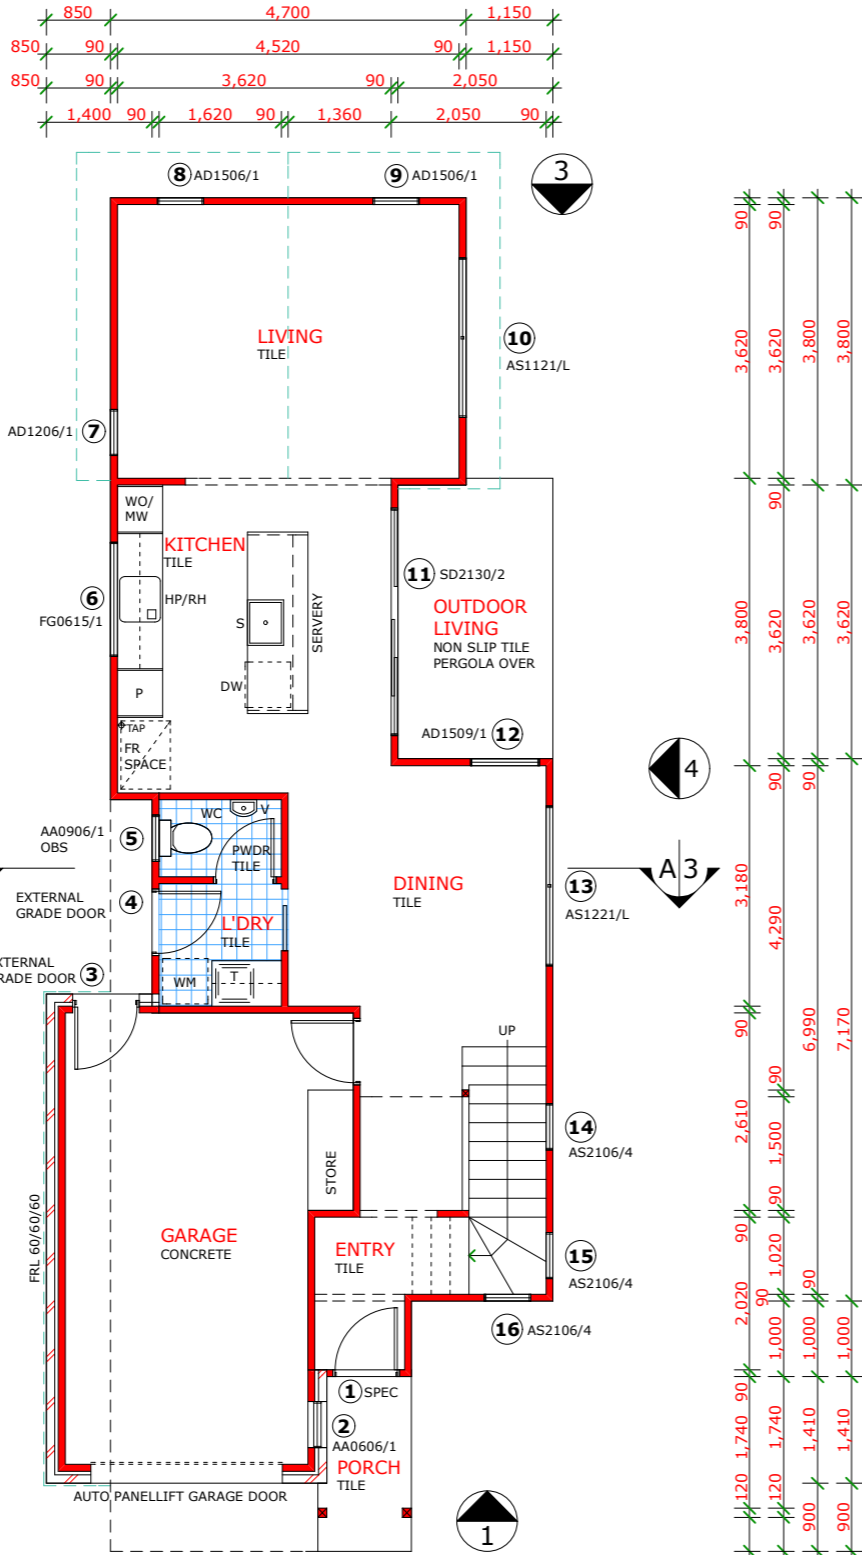 850 4,700 1,150
850 90 4,520 90 1,150
850 90 3,620 90 2,050
1,400 90 1,620 90 1,360 2,050 90
8 AD1506/1
9 AD1506/1
3
LIVING
TILE
10
AS1121/L
AD1206/1 7
WO/
MW
KITCHEN
TILE
6
FG0615/1
HP/RH
S
SERVERY
DW
P
TAP
FR
SPACE
11 SD2130/2
OUTDOOR
LIVING
NON SLIP TILE
PERGOLA OVER
AD1509/1 12
4
AA0906/1
OBS
5
WC
V
PWDR
TILE
EXTERNAL
GRADE DOOR
4
L'DRY
TILE
WM
T
DINING
TILE
13
AS1221/L
A 3
XTERNAL
RADE DOOR 3
UP
14
AS2106/4
STORE
GARAGE
CONCRETE
FRL 60/60/60
ENTRY
TILE
15
AS2106/4
16 AS2106/4
1 SPEC
2
AA0606/1
PORCH
TILE
AUTO PANELLIFT GARAGE DOOR
1
90 3,620 3,800 3,180 90 2,610 90 2,020 90 1,740 120
90 3,620 90 3,620 90 4,290 90 1,500 90 1,020 90 1,000 1,740 120
3,800 3,620 90 6,990 90 1,000 1,410 900
3,800 3,620 7,170 1,000 1,410 900